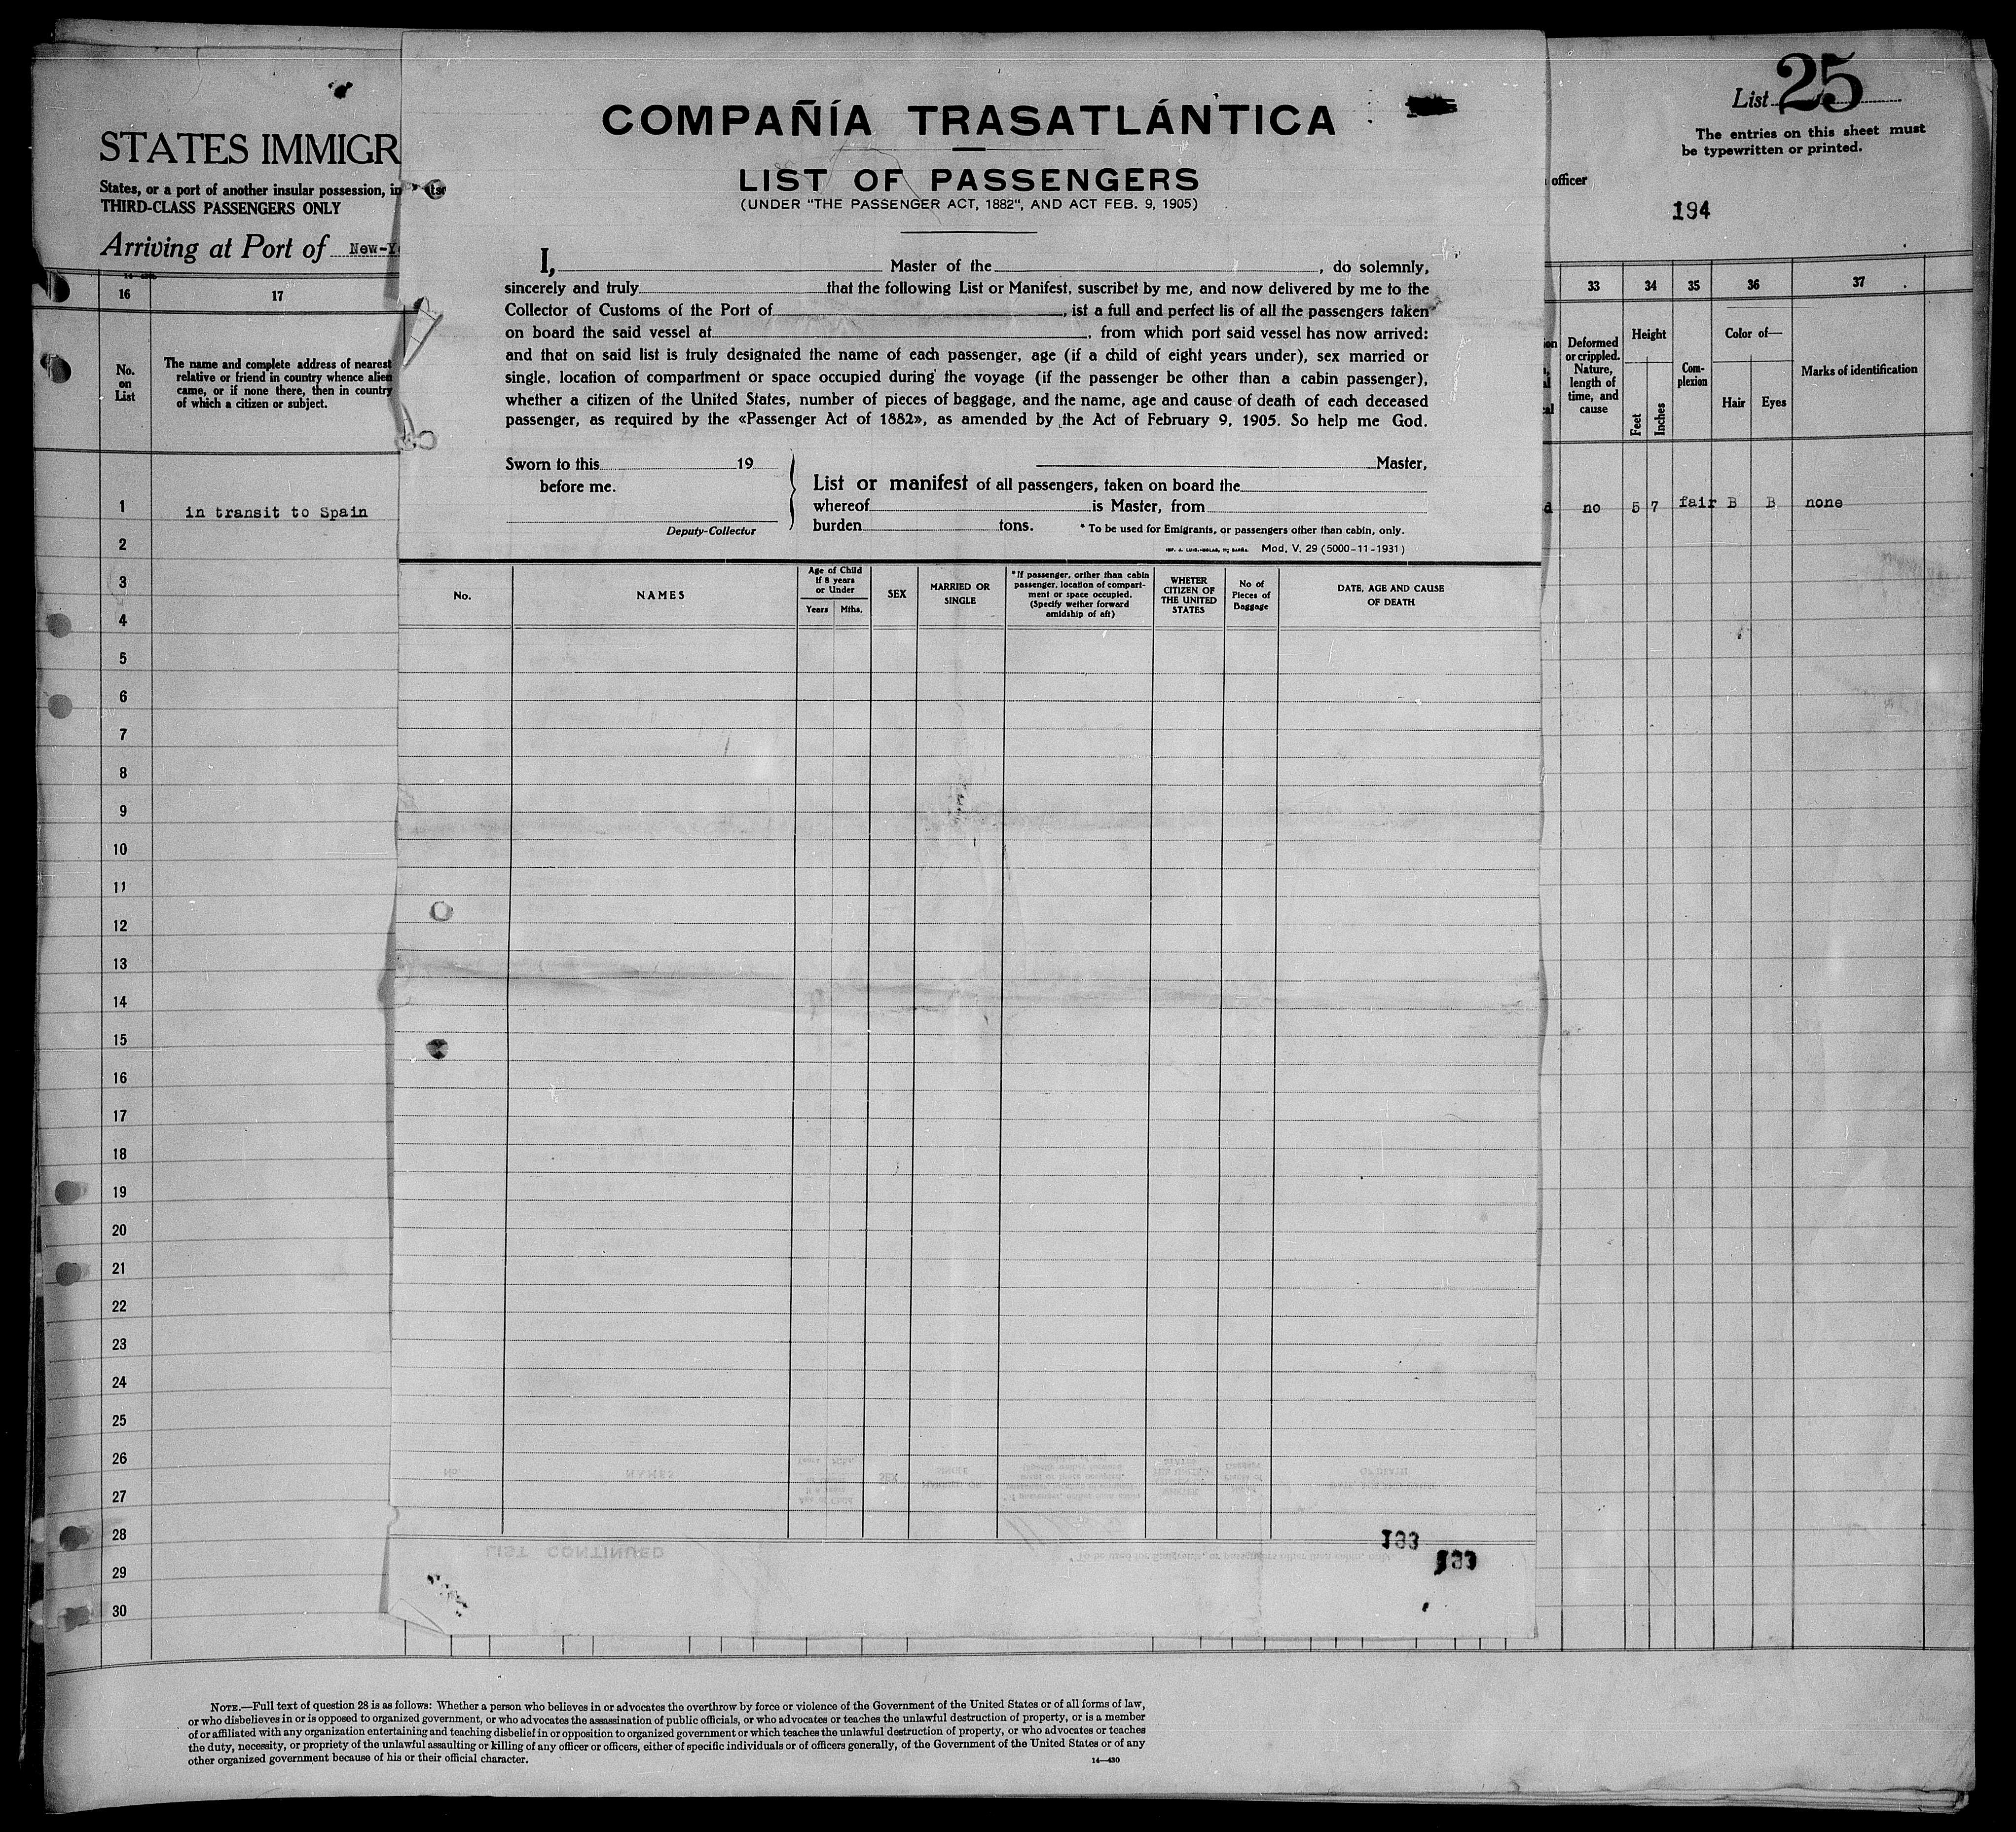 COMPAÑÍA TRASATLÁNTICA
LIST OF PASSENGERS
(UNDER "THE PASSENGER ACT, 1882", AND ACT FEB. 9, 1905)
I, Master of the , do solemnly,
sincerely and truly that the following List or Manifest, suscribet by me, and now delivered by me to the
Collector of Customs of the Port of , ist a full and perfect lis of all the passengers taken
on board the said vessel at , from which port said vessel has now arrived:
and that on said list is truly designated the name of each passenger, age (if a child of eight years under), sex married or
single, location of compartment or space occupied during the voyage (if the passenger be other than a cabin passenger),
whether a citizen of the United States, number of pieces of baggage, and the name, age and cause of death of each deceased
passenger, as required by the «Passenger Act of 1882», as amended by the Act of February 9, 1905. So help me God.
Sworn to this 19
before me.
Deputy-Collector
Master,
List or manifest of all passengers, taken on board the
whereof is Master, from
burden tons.
* To be used for Emigrants, or passengers other than cabin, only.
Mod. V. 29 (5000-11-1931)
No.
NAMES
Age of Child
if 8 years
or Under
Years Mths.
SEX
MARRIED OR
SINGLE
* If passenger, orther than cabin
passenger, location of compart-
ment or space occupied.
(Specify wether forward
amidship of aft)
WHETER
CITIZEN OF
THE UNITED
STATES
No of
Pieces of
Baggage
DATE, AGE AND CAUSE
OF DEATH
183
183
STATES IMMIGR
States, or a port of another insular possession, in
THIRD-CLASS PASSENGERS ONLY
Arriving at Port of New-Y
16
17
No.
on
List
The name and complete address of nearest
relative or friend in country whence alien
came, or if none there, then in country
of which a citizen or subject.
1 in transit to Spain
2
3
4
5
6
7
8
9
10
11
12
13
14
15
16
17
18
19
20
21
22
23
24
25
26
27
28
29
30
List 25
The entries on this sheet must
be typewritten or printed.
officer
194
33 34 35 36 37
Deformed
or crippled.
Nature,
length of
time, and
cause
Height
Feet
Inches
Com-
plexion
Color of—
Hair Eyes
Marks of identification
no 5 7 fair B B none
NOTE.—Full text of question 28 is as follows: Whether a person who believes in or advocates the overthrow by force or violence of the Government of the United States or of all forms of law,
or who disbelieves in or is opposed to organized government, or who advocates the assassination of public officials, or who advocates or teaches the unlawful destruction of property, or is a member
of or affiliated with any organization entertaining and teaching disbelief in or opposition to organized government or which teaches the unlawful destruction of property, or who advocates or teaches
the duty, necessity, or propriety of the unlawful assaulting or killing of any officer or officers, either of specific individuals or of officers generally, of the Government of the United States or of any
other organized government because of his or their official character.
14—430